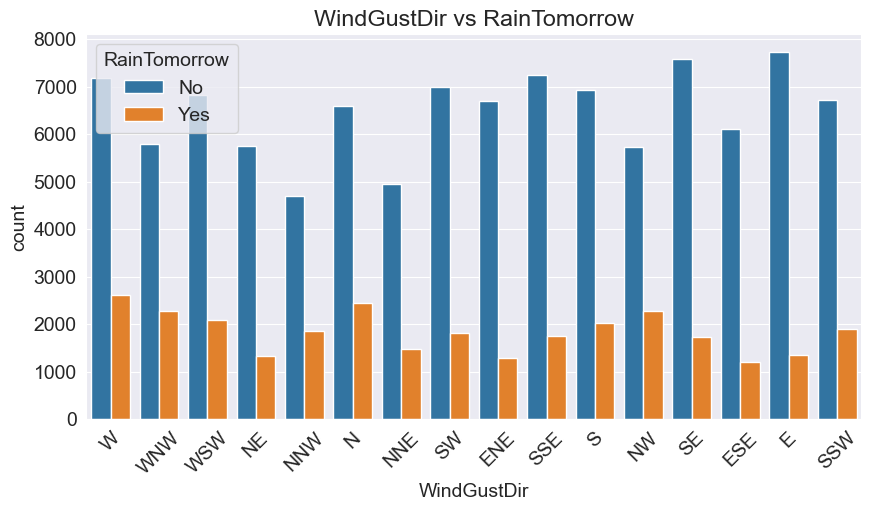 WindGustDir vs RainTomorrow
RainTomorrow
No
Yes
8000
7000
6000
5000
4000
3000
2000
1000
0
count
W WNW WSW NE NNW N NNE SW ENE SSE S NW SE ESE E SSW
WindGustDir